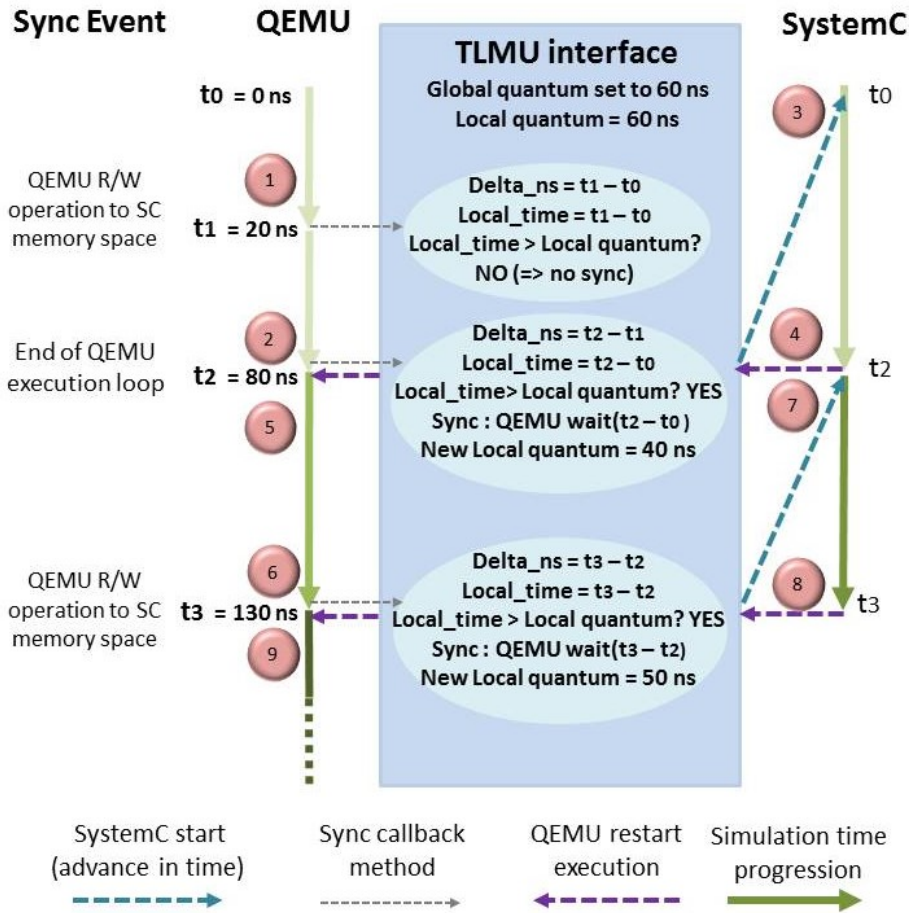 Sync Event
QEMU
SystemC
TLMU interface
Global quantum set to 60 ns
Local quantum = 60 ns
t0 = 0 ns
t0
3
1
QEMU R/W
operation to SC
memory space
t1 = 20 ns
Delta_ns = t1 – t0
Local_time = t1 – t0
Local_time > Local quantum?
NO (=> no sync)
2
4
End of QEMU
execution loop
t2 = 80 ns
t2
Delta_ns = t2 – t1
Local_time = t2 – t0
Local_time> Local quantum? YES
Sync : QEMU wait(t2 – t0)
New Local quantum = 40 ns
5
7
6
8
QEMU R/W
operation to SC
memory space
t3 = 130 ns
t3
Delta_ns = t3 – t2
Local_time = t3 – t2
Local_time > Local quantum? YES
Sync : QEMU wait(t3 – t2)
New Local quantum = 50 ns
9
SystemC start
(advance in time)
Sync callback
method
QEMU restart
execution
Simulation time
progression